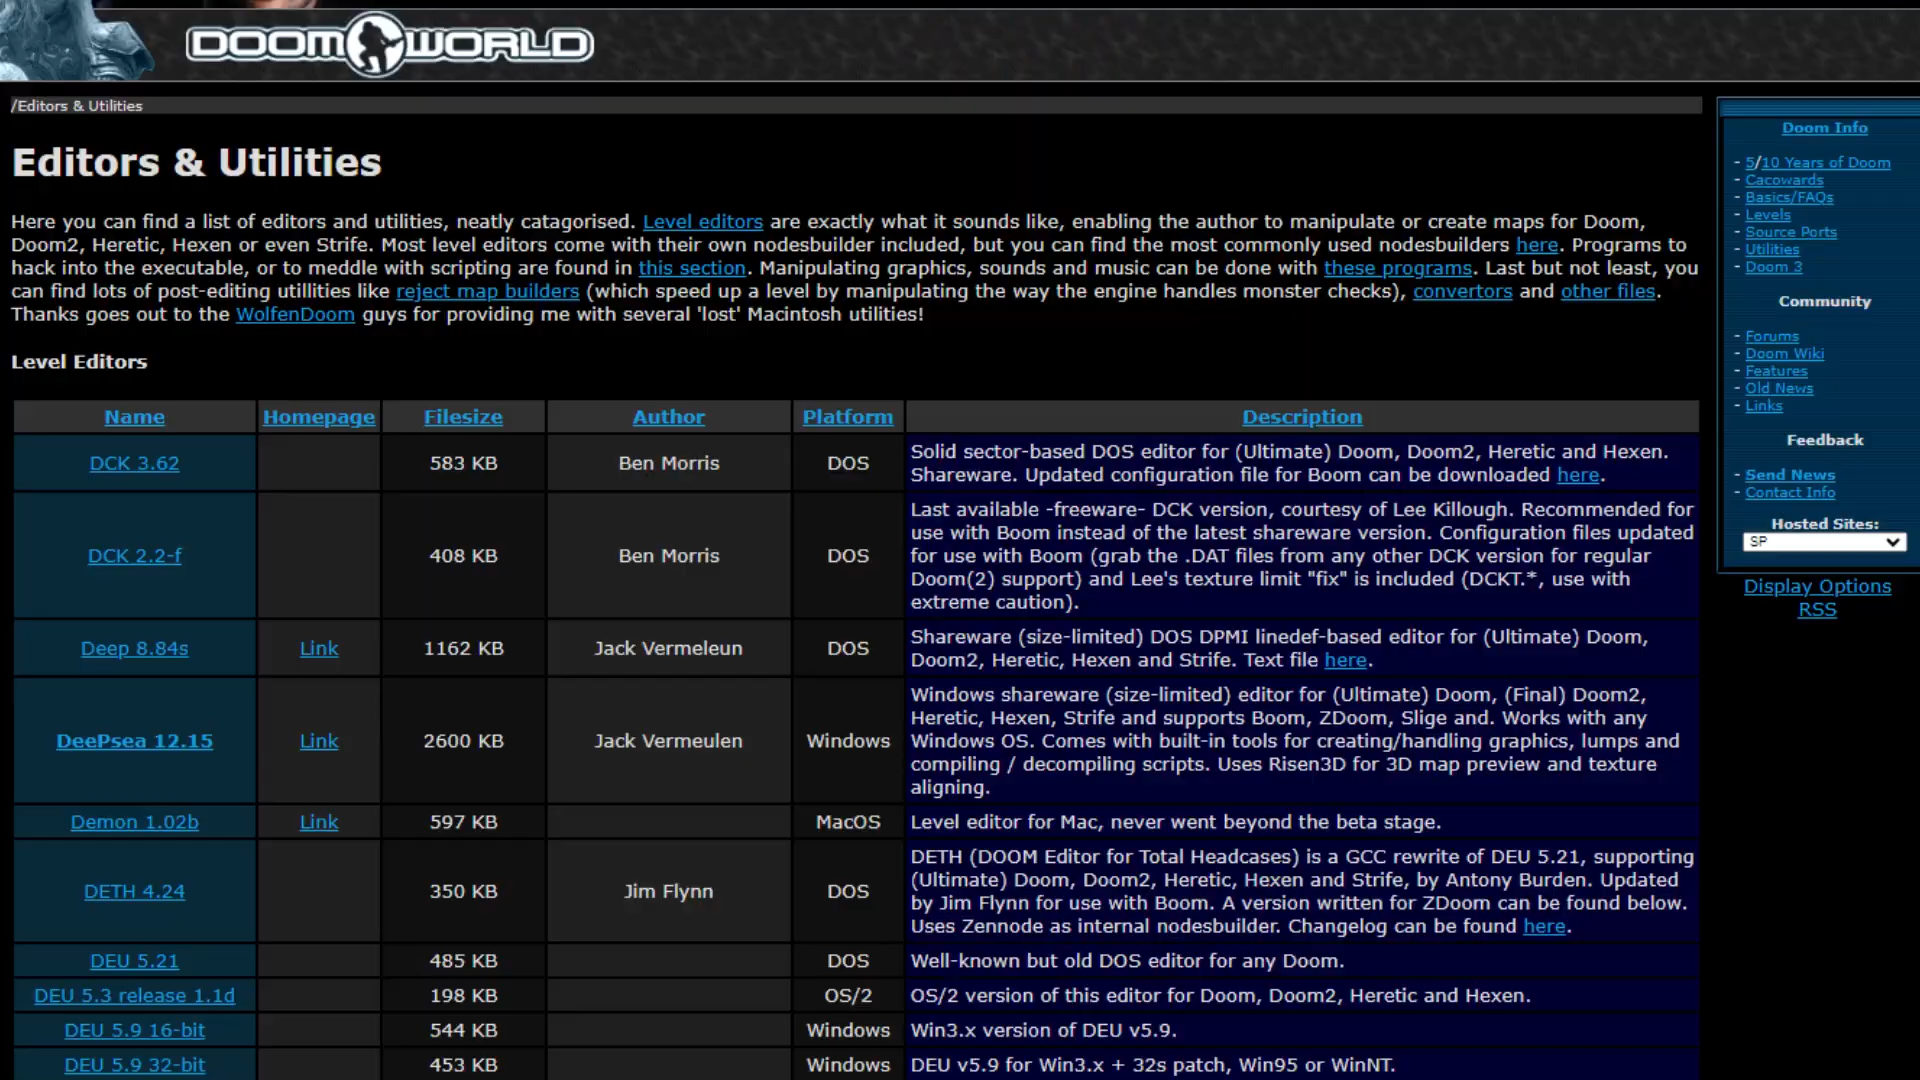 DOOMWORLD
/Editors & Utilities
Editors & Utilities
Here you can find a list of editors and utilities, neatly catagorised. Level editors are exactly what it sounds like, enabling the author to manipulate or create maps for Doom,
Doom2, Heretic, Hexen or even Strife. Most level editors come with their own nodesbuilder included, but you can find the most commonly used nodesbuilders here. Programs to
hack into the executable, or to meddle with scripting are found in this section. Manipulating graphics, sounds and music can be done with these programs. Last but not least, you
can find lots of post-editing utillities like reject map builders (which speed up a level by manipulating the way the engine handles monster checks), convertors and other files.
Thanks goes out to the WolfenDoom guys for providing me with several 'lost' Macintosh utilities!
Level Editors
Name Homepage Filesize Author Platform Description
DCK 3.62 583 KB Ben Morris DOS Solid sector-based DOS editor for (Ultimate) Doom, Doom2, Heretic and Hexen.
Shareware. Updated configuration file for Boom can be downloaded here.
DCK 2.2-f 408 KB Ben Morris DOS Last available -freeware- DCK version, courtesy of Lee Killough. Recommended for
use with Boom instead of the latest shareware version. Configuration files updated
for use with Boom (grab the .DAT files from any other DCK version for regular
Doom(2) support) and Lee's texture limit "fix" is included (DCKT.*, use with
extreme caution).
Deep 8.84s Link 1162 KB Jack Vermeleun DOS Shareware (size-limited) DOS DPMI linedef-based editor for (Ultimate) Doom,
Doom2, Heretic, Hexen and Strife. Text file here.
DeePsea 12.15 Link 2600 KB Jack Vermeulen Windows Windows shareware (size-limited) editor for (Ultimate) Doom, (Final) Doom2,
Heretic, Hexen, Strife and supports Boom, ZDoom, Slige and. Works with any
Windows OS. Comes with built-in tools for creating/handling graphics, lumps and
compiling / decompiling scripts. Uses Risen3D for 3D map preview and texture
aligning.
Demon 1.02b Link 597 KB MacOS Level editor for Mac, never went beyond the beta stage.
DETH 4.24 350 KB Jim Flynn DOS DETH (DOOM Editor for Total Headcases) is a GCC rewrite of DEU 5.21, supporting
(Ultimate) Doom, Doom2, Heretic, Hexen and Strife, by Antony Burden. Updated
by Jim Flynn for use with Boom. A version written for ZDoom can be found below.
Uses Zennode as internal nodesbuilder. Changelog can be found here.
DEU 5.21 485 KB DOS Well-known but old DOS editor for any Doom.
DEU 5.3 release 1.1d 198 KB OS/2 OS/2 version of this editor for Doom, Doom2, Heretic and Hexen.
DEU 5.9 16-bit 544 KB Windows Win3.x version of DEU v5.9.
DEU 5.9 32-bit 453 KB Windows DEU v5.9 for Win3.x + 32s patch, Win95 or WinNT.
Doom Info
- 5/10 Years of Doom
- Cacowards
- Basics/FAQs
- Levels
- Source Ports
- Utilities
- Doom 3
Community
- Forums
- Doom Wiki
- Features
- Old News
- Links
Feedback
- Send News
- Contact Info
Hosted Sites:
SP
Display Options
RSS